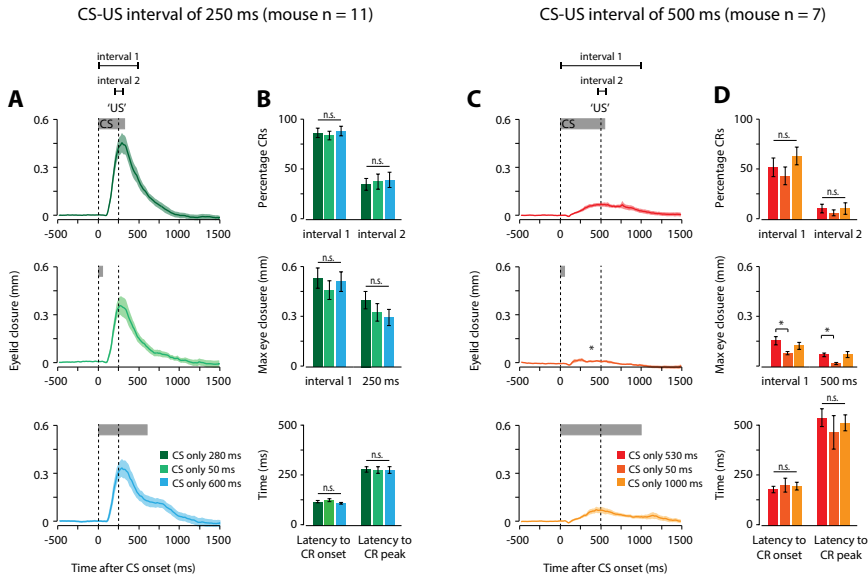 CS-US interval of 250 ms (mouse n = 11)
CS-US interval of 500 ms (mouse n = 7)
interval 1
interval 2
'US'
interval 1
interval 2
'US'
A
B
C
D
CS
0.6
0.3
0
-500 0 500 1000 1500
Percentage CRs
100
50
0
n.s.
n.s.
interval 1 interval 2
CS
0.6
0.3
0
-500 0 500 1000 1500
Percentage CRs
100
50
0
n.s.
n.s.
interval 1 interval 2
Eyelid closure (mm)
0.6
0.3
0
-500 0 500 1000 1500
Max eye closuere (mm)
0.6
0.3
0
n.s.
n.s.
interval 1 250 ms
Eyelid closure (mm)
0.6
0.3
0
*
-500 0 500 1000 1500
Max eye closure (mm)
0.6
0.3
0
*
*
interval 1 500 ms
0.6
0.3
0
CS only 280 ms
CS only 50 ms
CS only 600 ms
-500 0 500 1000 1500
Time after CS onset (ms)
Time (ms)
500
250
0
n.s.
n.s.
Latency to
CR onset
Latency to
CR peak
0.6
0.3
0
CS only 530 ms
CS only 50 ms
CS only 1000 ms
-500 0 500 1000 1500
Time after CS onset (ms)
Time (ms)
500
250
0
n.s.
n.s.
Latency to
CR onset
Latency to
CR peak